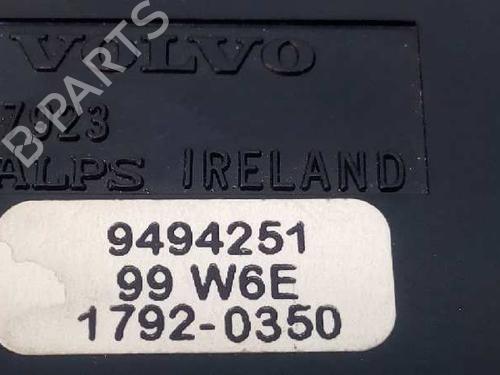 VOLVO
7923
ALPS IRELAND
9494251
99 W6E
1792-0350
B-PARTS